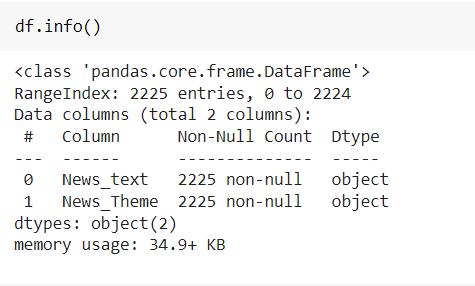 df.info()
<class 'pandas.core.frame.DataFrame'>
RangeIndex: 2225 entries, 0 to 2224
Data columns (total 2 columns):
 #   Column      Non-Null Count  Dtype
---  ------      --------------  -----
 0   News_text   2225 non-null   object
 1   News_Theme  2225 non-null   object
dtypes: object(2)
memory usage: 34.9+ KB